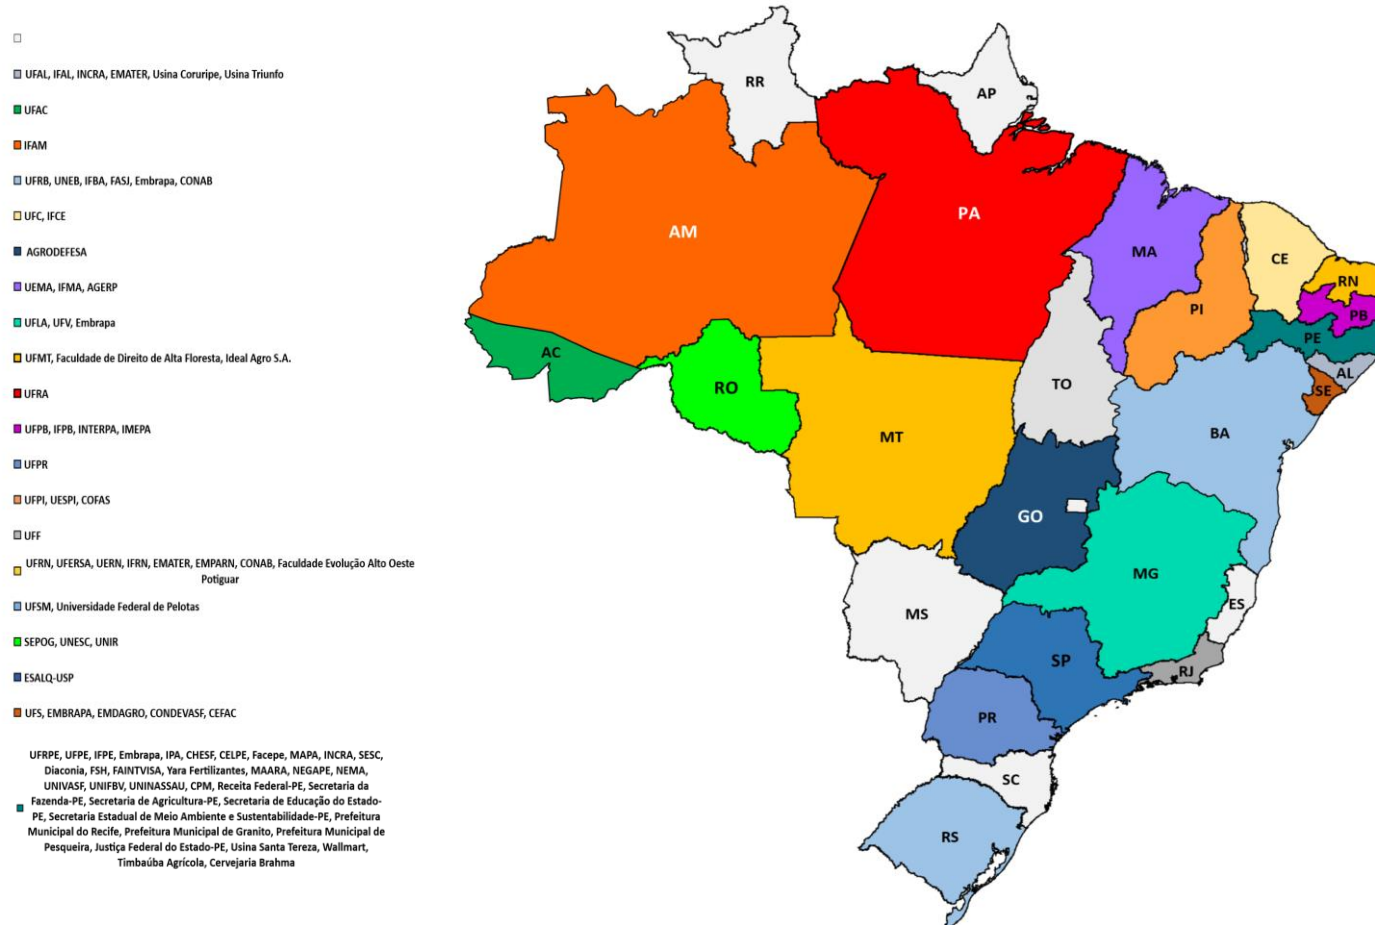 UFAL, IFAL, INCRA, EMATER, Usina Coruripe, Usina Triunfo
UFAC
IFAM
UFRB, UNEB, IFBA, FASJ, Embrapa, CONAB
UFC, IFCE
AGRODEFESA
UEMA, IFMA, AGERP
UFLA, UFV, Embrapa
UFMT, Faculdade de Direito de Alta Floresta, Ideal Agro S.A.
UFRA
UFPB, IFPB, INTERPA, IMEPA
UFPR
UFPI, UESPI, COFAS
UFF
UFRN, UFERSA, UERN, IFRN, EMATER, EMPARN, CONAB, Faculdade Evolução Alto Oeste
Potiguar
UFSM, Universidade Federal de Pelotas
SEPOG, UNESC, UNIR
ESALQ-USP
UFS, EMBRAPA, EMDAGRO, CONDEVASF, CEFAC
UFRPE, UFPE, IFPE, Embrapa, IPA, CHESF, CELPE, Facepe, MAPA, INCRA, SESC,
Diaconia, FSH, FAINTVISA, Yara Fertilizantes, MAARA, NEGAPE, NEMA,
UNIVASF, UNIFBV, UNINASSAU, CPM, Receita Federal-PE, Secretaria da
Fazenda-PE, Secretaria de Agricultura-PE, Secretaria de Educação do Estado-
PE, Secretaria Estadual de Meio Ambiente e Sustentabilidade-PE, Prefeitura
Municipal do Recife, Prefeitura Municipal de Granito, Prefeitura Municipal de
Pesqueira, Justiça Federal do Estado-PE, Usina Santa Tereza, Wallmart,
Timbaúba Agrícola, Cervejaria Brahma
RR
AP
PA
AM
MA
CE
RN
PI
PB
PE
AC
AL
RO
TO
SE
BA
MT
GO
MG
ES
MS
SP
RJ
PR
SC
RS